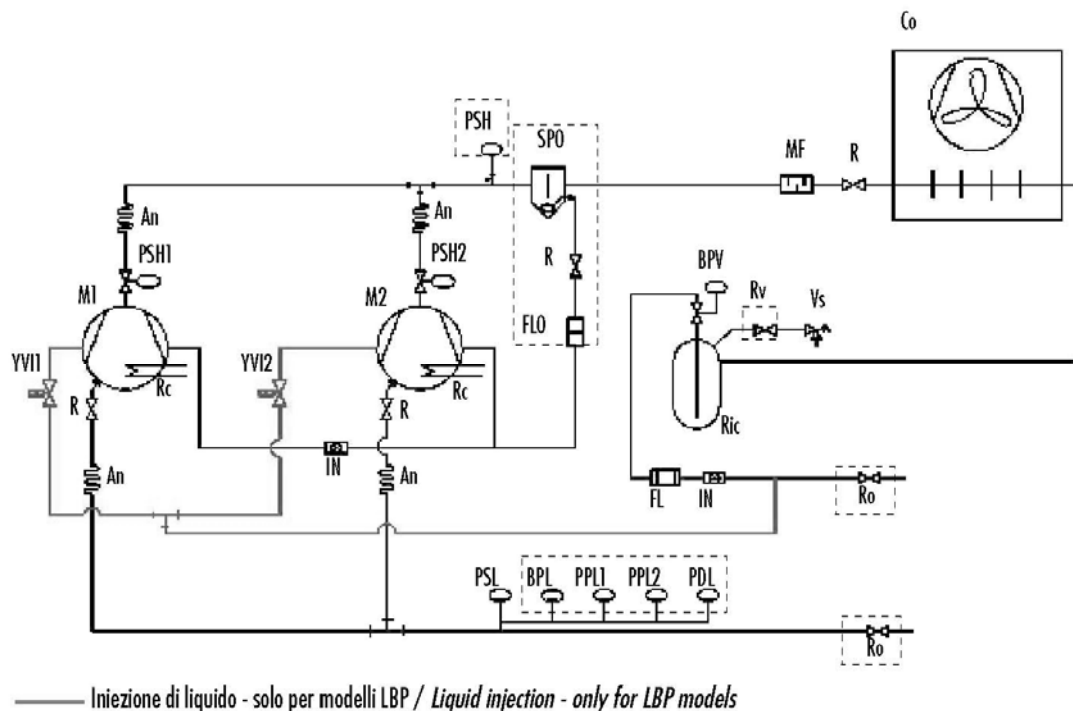 Co
PSH
SPO
MF
R
An
An
PSH1
PSH2
R
BPV
M1
M2
Rv
Vs
FLO
YVI1
YVI2
Rc
Rc
R
R
Ric
IN
An
An
FL
IN
Ro
PSL
BPL
PPL1
PPL2
PDL
Ro
Iniezione di liquido - solo per modelli LBP / Liquid injection - only for LBP models